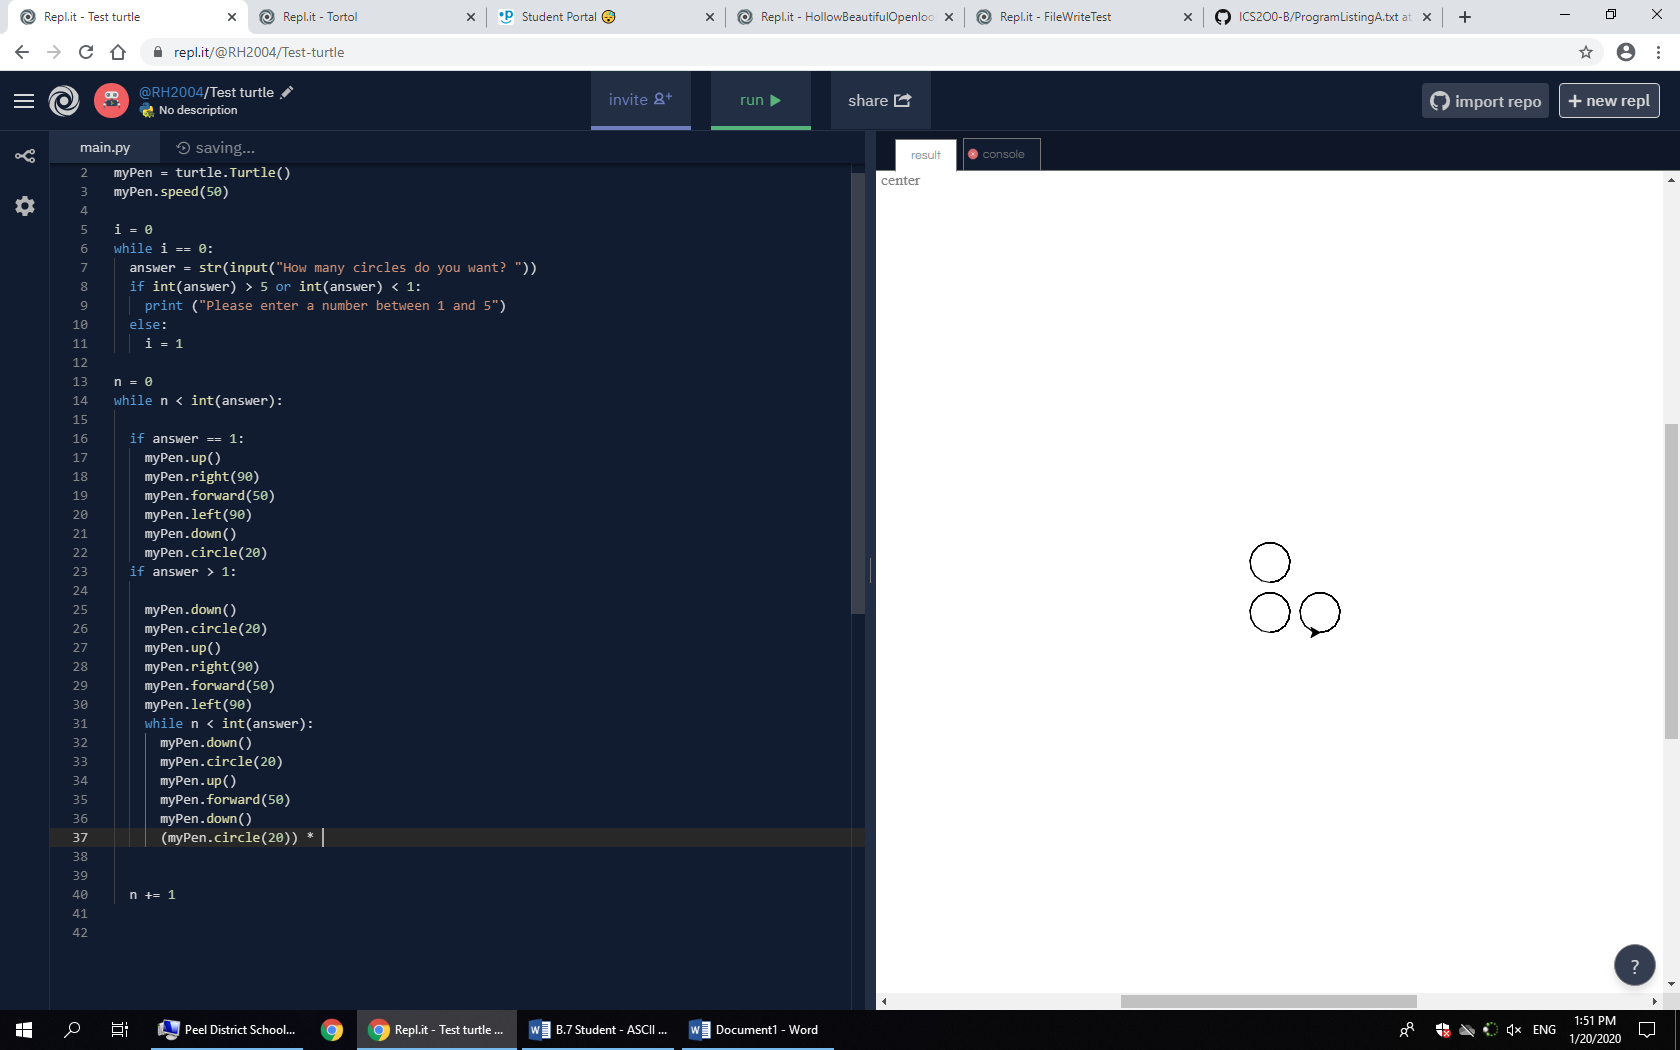 Repl.it - Test turtle
Repl.it - Tortol
Student Portal 😴
Repl.it - HollowBeautifulOpenloo
Repl.it - FileWriteTest
ICS2O0-B/ProgramListingA.txt at
repl.it/@RH2004/Test-turtle
@RH2004/Test turtle
No description
invite
run
share
import repo
+ new repl
main.py
saving...
result
console
2 myPen = turtle.Turtle()
3 myPen.speed(50)
4
5 i = 0
6 while i == 0:
7 answer = str(input("How many circles do you want? "))
8 if int(answer) > 5 or int(answer) < 1:
9 print ("Please enter a number between 1 and 5")
10 else:
11 i = 1
12
13 n = 0
14 while n < int(answer):
15
16 if answer == 1:
17 myPen.up()
18 myPen.right(90)
19 myPen.forward(50)
20 myPen.left(90)
21 myPen.down()
22 myPen.circle(20)
23 if answer > 1:
24
25 myPen.down()
26 myPen.circle(20)
27 myPen.up()
28 myPen.right(90)
29 myPen.forward(50)
30 myPen.left(90)
31 while n < int(answer):
32 myPen.down()
33 myPen.circle(20)
34 myPen.up()
35 myPen.forward(50)
36 myPen.down()
37 (myPen.circle(20)) *
38
39
40 n += 1
41
42
center
?
Peel District School...
Repl.it - Test turtle ...
B.7 Student - ASCII ...
Document1 - Word
ENG
1:51 PM
1/20/2020